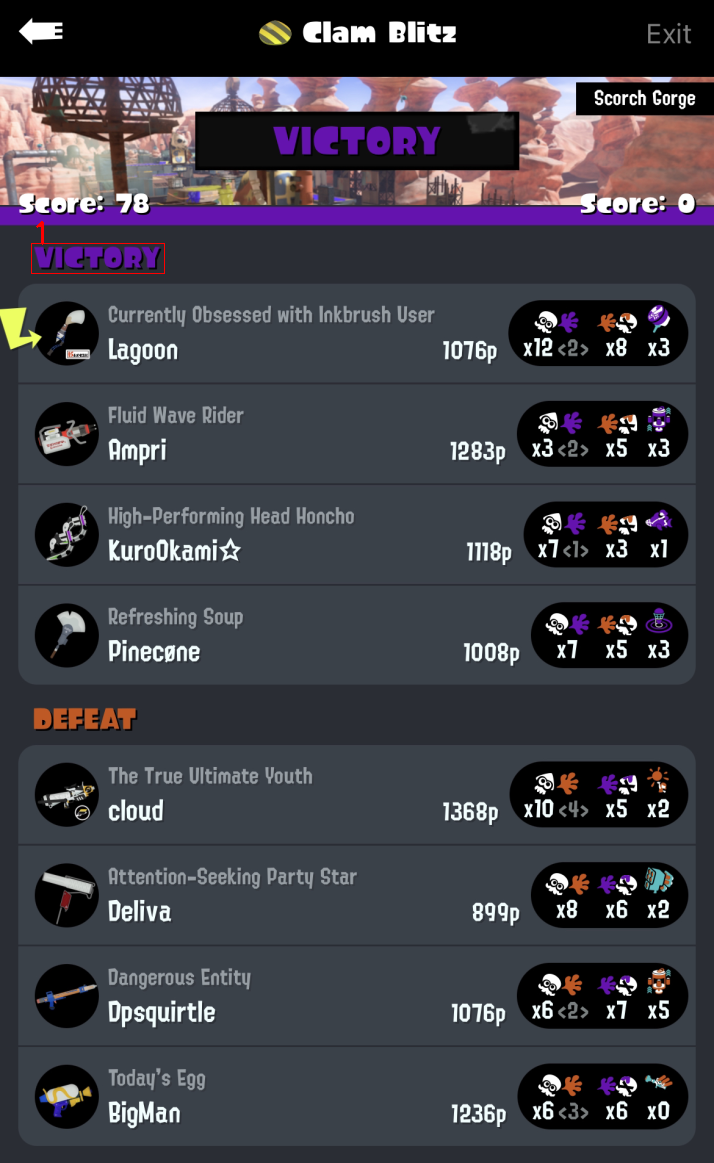 Clam Blitz
Exit
Scorch Gorge
VICTORY
Score: 78
Score: 0
1
VICTORY
Currently Obsessed with Inkbrush User
Lagoon
1076p
x12 <2> x8 x3
Fluid Wave Rider
Ampri
1283p
x3 <2> x5 x3
High-Performing Head Honcho
KuroOkami☆
1118p
x7 <1> x3 x1
Refreshing Soup
Pinecøne
1008p
x7 x5 x3
DEFEAT
The True Ultimate Youth
cloud
1368p
x10 <4> x5 x2
Attention-Seeking Party Star
Deliva
899p
x8 x6 x2
Dangerous Entity
Dpsquirtle
1076p
x6 <2> x7 x5
Today's Egg
BigMan
1236p
x6 <3> x6 x0